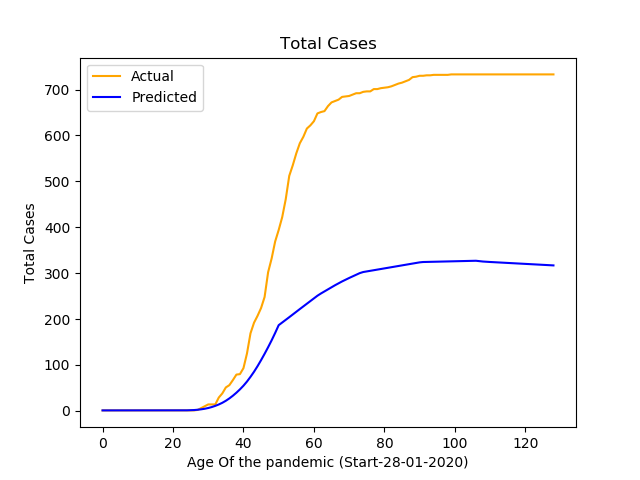 Total Cases
Actual
Predicted
700
600
500
400
300
200
100
0
Total Cases
0 20 40 60 80 100 120
Age Of the pandemic (Start-28-01-2020)